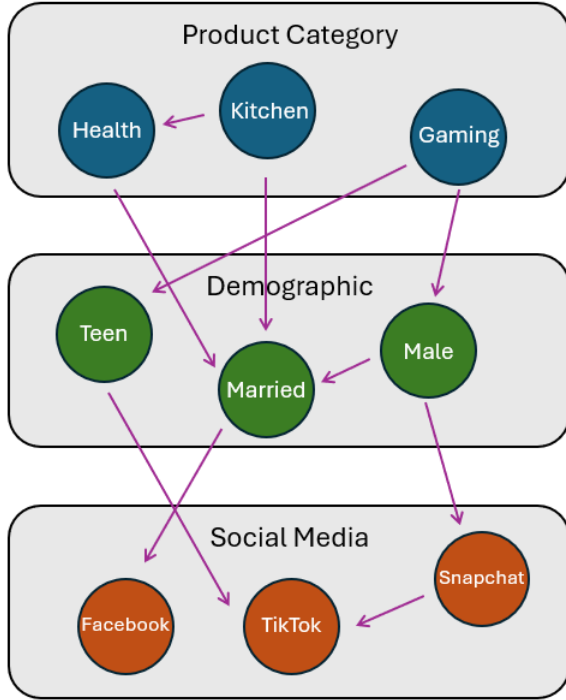 Product Category
Health
Kitchen
Gaming
Demographic
Teen
Married
Male
Social Media
Facebook
TikTok
Snapchat